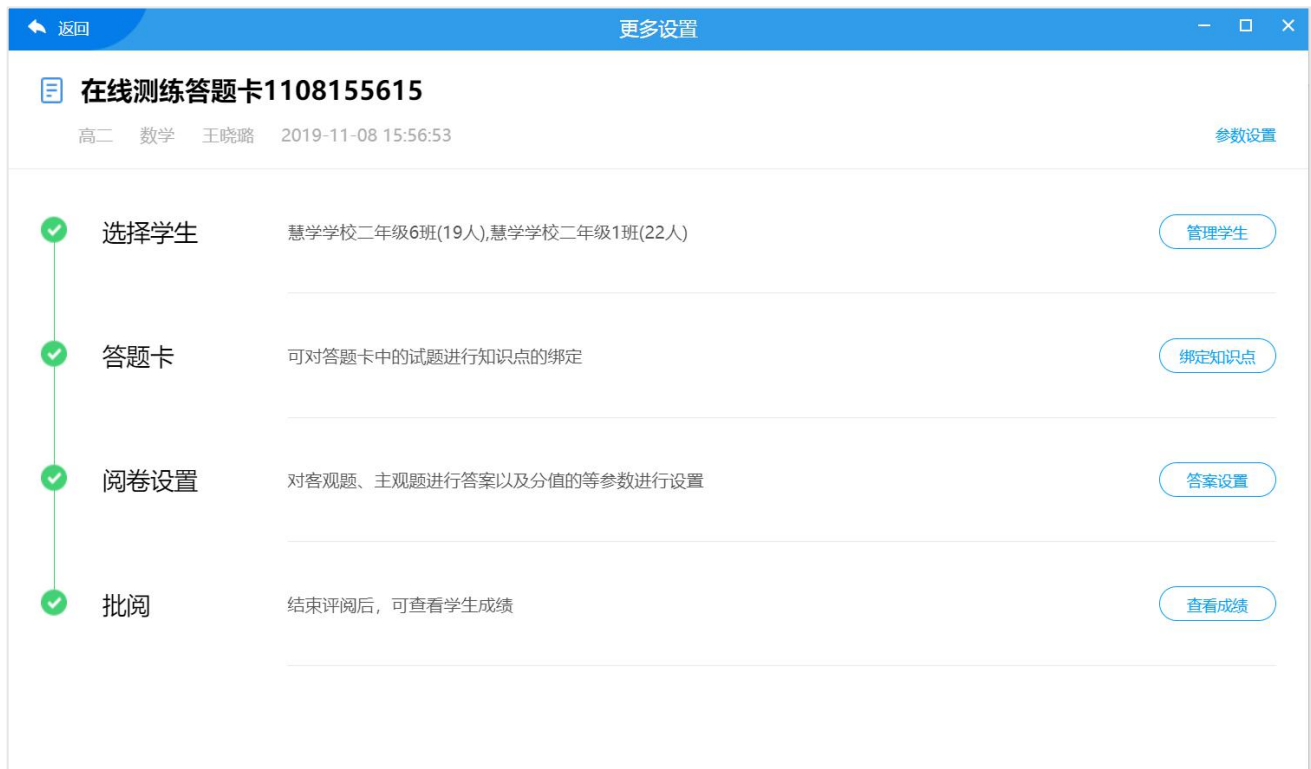 返回
更多设置
在线测练答题卡1108155615
高二 数学 王晓璐 2019-11-08 15:56:53 参数设置
选择学生 慧学学校二年级6班(19人),慧学学校二年级1班(22人) 管理学生
答题卡 可对答题卡中的试题进行知识点的绑定 绑定知识点
阅卷设置 对客观题、主观题进行答案以及分值的等参数进行设置 答案设置
批阅 结束评阅后，可查看学生成绩 查看成绩